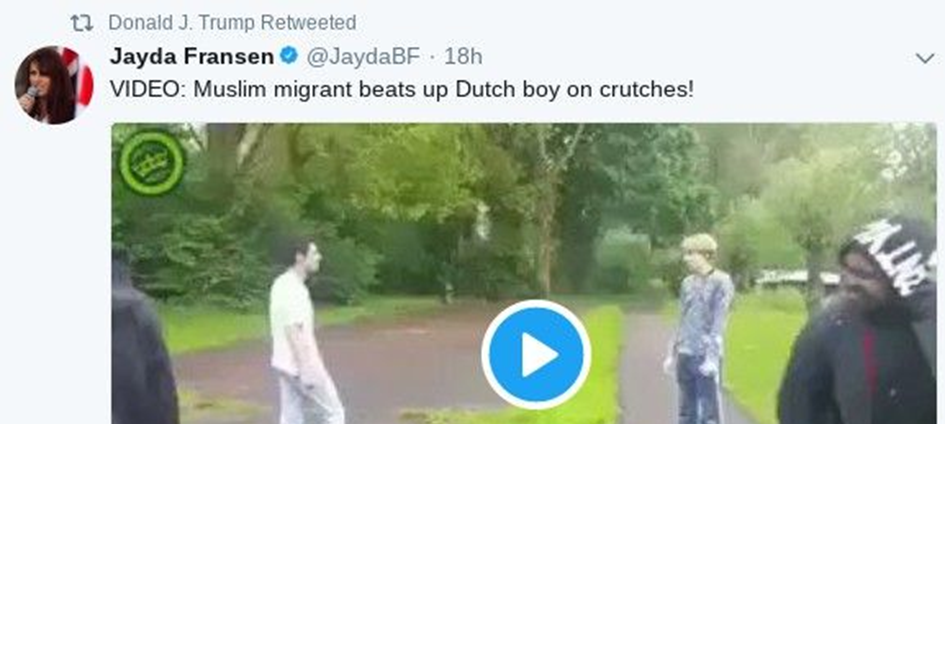 Donald J. Trump Retweeted
Jayda Fransen @JaydaBF · 18h
VIDEO: Muslim migrant beats up Dutch boy on crutches!